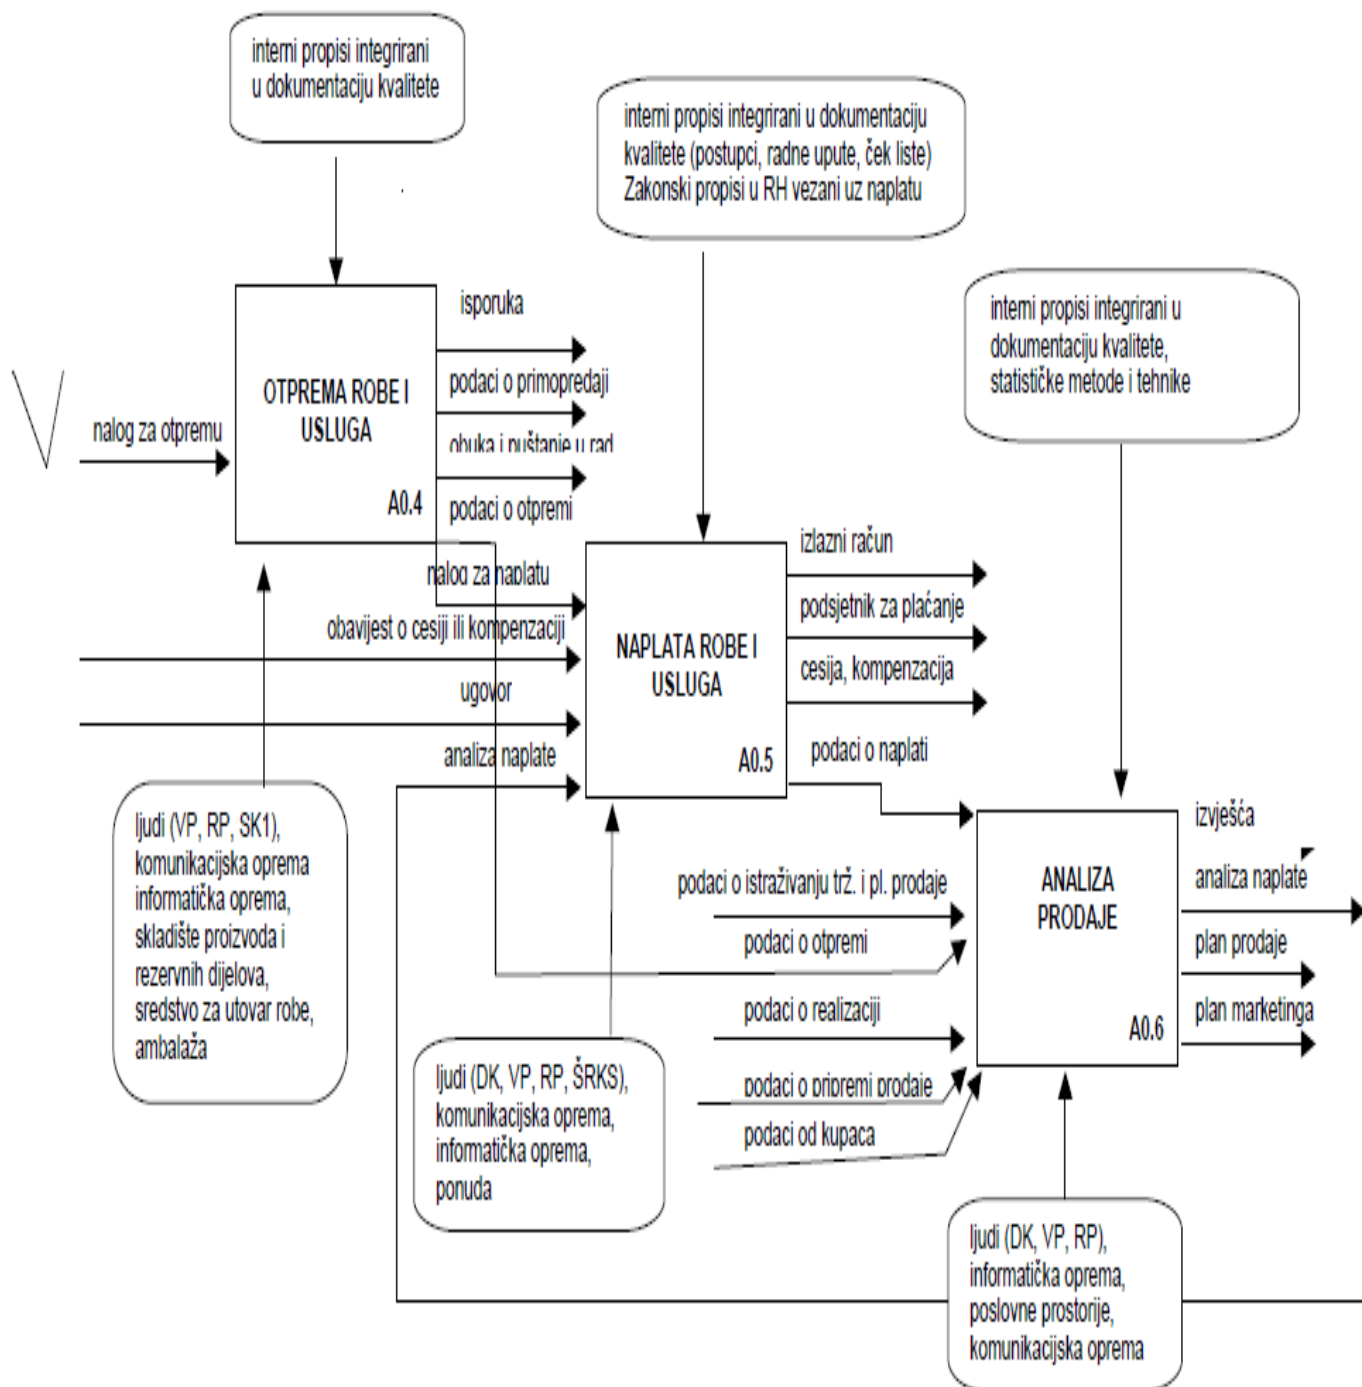 interni propisi integrirani
u dokumentaciju kvalitete
interni propisi integrirani u dokumentaciju
kvalitete (postupci, radne upute, ček liste)
Zakonski propisi u RH vezani uz naplatu
interni propisi integrirani u
dokumentaciju kvalitete,
statističke metode i tehnike
nalog za otpremu
OTPREMA ROBE I
USLUGA
A0.4
isporuka
podaci o primopredaji
obuka i puštanje u rad
podaci o otpremi
nalog za naplatu
obavijest o cesiji ili kompenzaciji
ugovor
analiza naplate
NAPLATA ROBE I
USLUGA
A0.5
izlazni račun
podsjetnik za plaćanje
cesija, kompenzacija
podaci o naplati
ljudi (VP, RP, SK1),
komunikacijska oprema
informatička oprema,
skladište proizvoda i
rezervnih dijelova,
sredstvo za utovar robe,
ambalaža
podaci o istraživanju trž. i pl. prodaje
podaci o otpremi
podaci o realizaciji
podaci o pripremi prodaje
podaci od kupaca
ANALIZA
PRODAJE
A0.6
izvješća
analiza naplate
plan prodaje
plan marketinga
ljudi (DK, VP, RP, ŠRKS),
komunikacijska oprema,
informatička oprema,
ponuda
ljudi (DK, VP, RP),
informatička oprema,
poslovne prostorije,
komunikacijska oprema